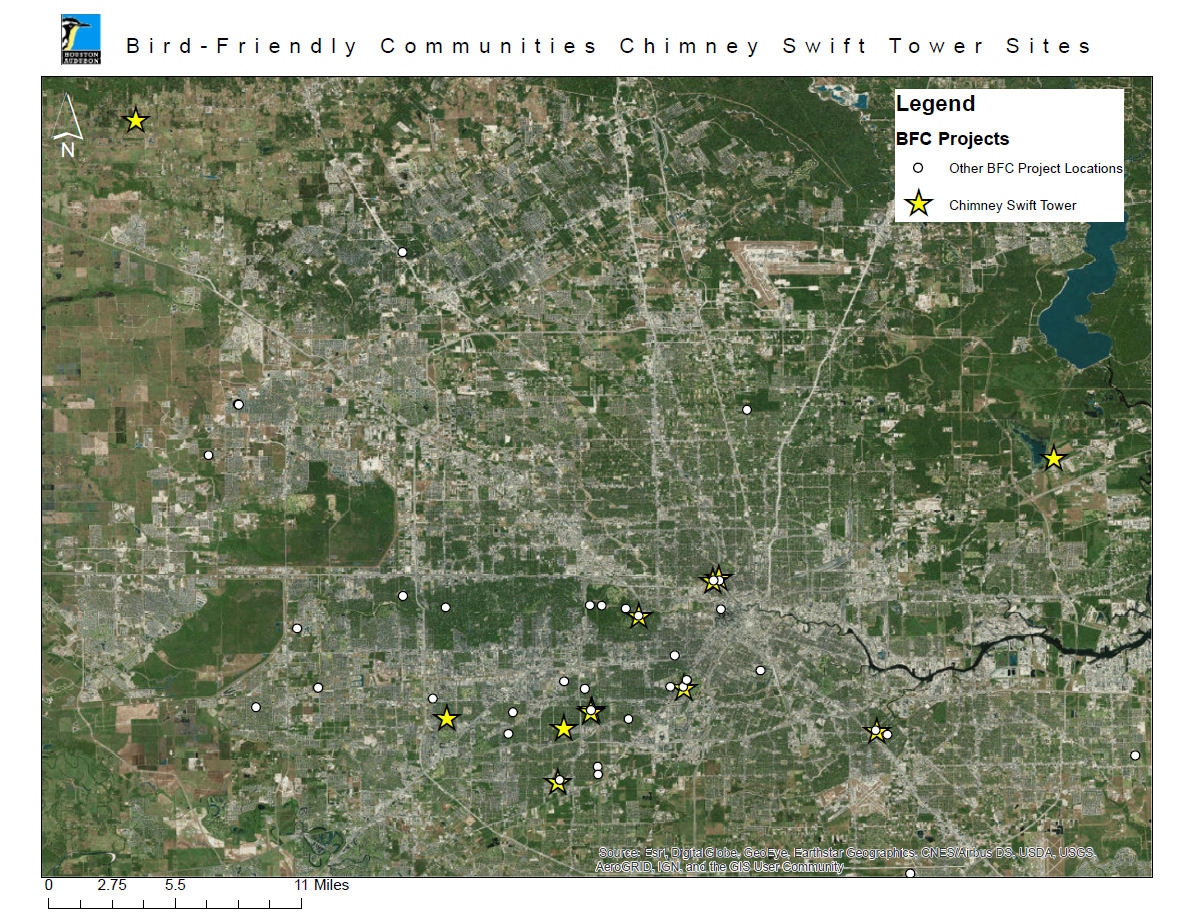 HOUSTON
AUDUBON
Bird-Friendly Communities Chimney Swift Tower Sites
N
Legend
BFC Projects
Other BFC Project Locations
Chimney Swift Tower
Source: Esri, DigitalGlobe, GeoEye, Earthstar Geographics, CNES/Airbus DS, USDA, USGS,
AeroGRID, IGN, and the GIS User Community
0 2.75 5.5 11 Miles